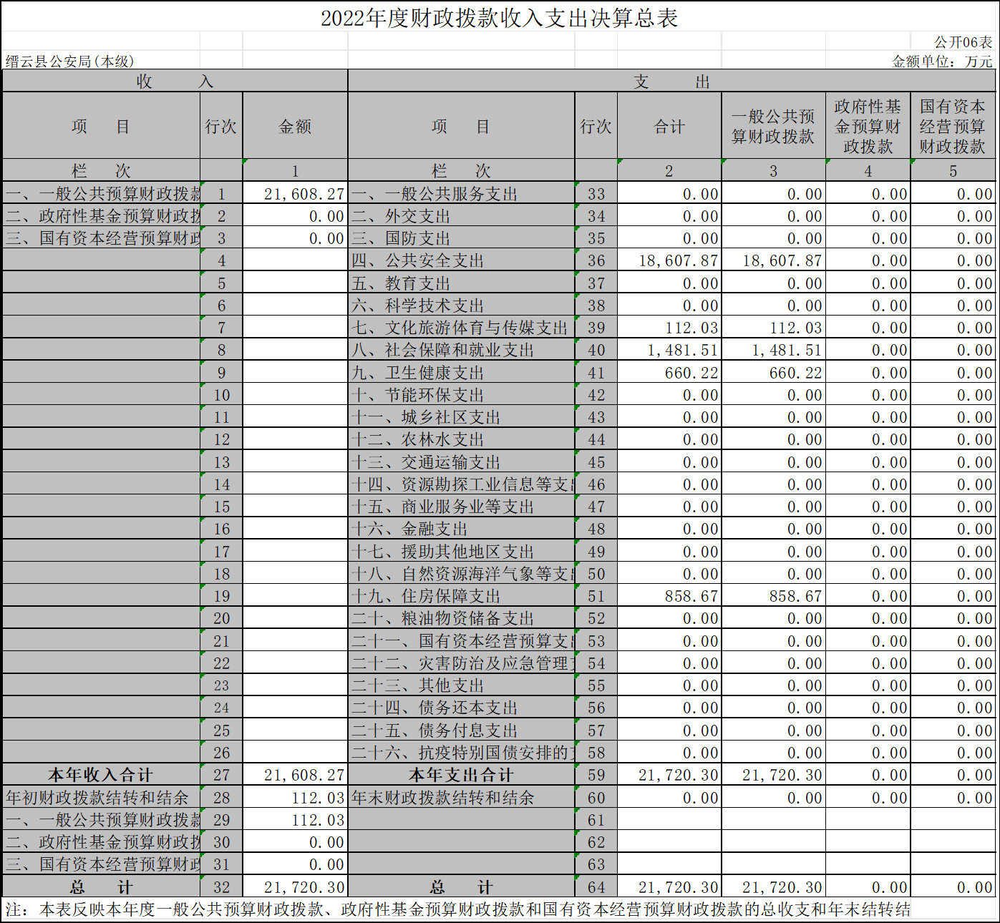 2022年度财政拨款收入支出决算总表
公开06表
缙云县公安局(本级) 金额单位：万元
收 入 支 出
项 目 行次 金额 项 目 行次 合计 一般公共预算财政拨款 政府性基金预算财政拨款 国有资本经营预算财政拨款
栏 次 1 栏 次 2 3 4 5
一、一般公共预算财政拨款 1 21,608.27 一、一般公共服务支出 33 0.00 0.00 0.00 0.00
二、政府性基金预算财政拨 2 0.00 二、外交支出 34 0.00 0.00 0.00 0.00
三、国有资本经营预算财政 3 0.00 三、国防支出 35 0.00 0.00 0.00 0.00
4 四、公共安全支出 36 18,607.87 18,607.87 0.00 0.00
5 五、教育支出 37 0.00 0.00 0.00 0.00
6 六、科学技术支出 38 0.00 0.00 0.00 0.00
7 七、文化旅游体育与传媒支出 39 112.03 112.03 0.00 0.00
8 八、社会保障和就业支出 40 1,481.51 1,481.51 0.00 0.00
9 九、卫生健康支出 41 660.22 660.22 0.00 0.00
10 十、节能环保支出 42 0.00 0.00 0.00 0.00
11 十一、城乡社区支出 43 0.00 0.00 0.00 0.00
12 十二、农林水支出 44 0.00 0.00 0.00 0.00
13 十三、交通运输支出 45 0.00 0.00 0.00 0.00
14 十四、资源勘探工业信息等支出 46 0.00 0.00 0.00 0.00
15 十五、商业服务业等支出 47 0.00 0.00 0.00 0.00
16 十六、金融支出 48 0.00 0.00 0.00 0.00
17 十七、援助其他地区支出 49 0.00 0.00 0.00 0.00
18 十八、自然资源海洋气象等支出 50 0.00 0.00 0.00 0.00
19 十九、住房保障支出 51 858.67 858.67 0.00 0.00
20 二十、粮油物资储备支出 52 0.00 0.00 0.00 0.00
21 二十一、国有资本经营预算支出 53 0.00 0.00 0.00 0.00
22 二十二、灾害防治及应急管理支 54 0.00 0.00 0.00 0.00
23 二十三、其他支出 55 0.00 0.00 0.00 0.00
24 二十四、债务还本支出 56 0.00 0.00 0.00 0.00
25 二十五、债务付息支出 57 0.00 0.00 0.00 0.00
26 二十六、抗疫特别国债安排的支 58 0.00 0.00 0.00 0.00
本年收入合计 27 21,608.27 本年支出合计 59 21,720.30 21,720.30 0.00 0.00
年初财政拨款结转和结余 28 112.03 年末财政拨款结转和结余 60 0.00 0.00 0.00 0.00
一、一般公共预算财政拨款 29 112.03 61
二、政府性基金预算财政拨 30 0.00 62
三、国有资本经营预算财政 31 0.00 63
总 计 32 21,720.30 总 计 64 21,720.30 21,720.30 0.00 0.00
注：本表反映本年度一般公共预算财政拨款、政府性基金预算财政拨款和国有资本经营预算财政拨款的总收支和年末结转结